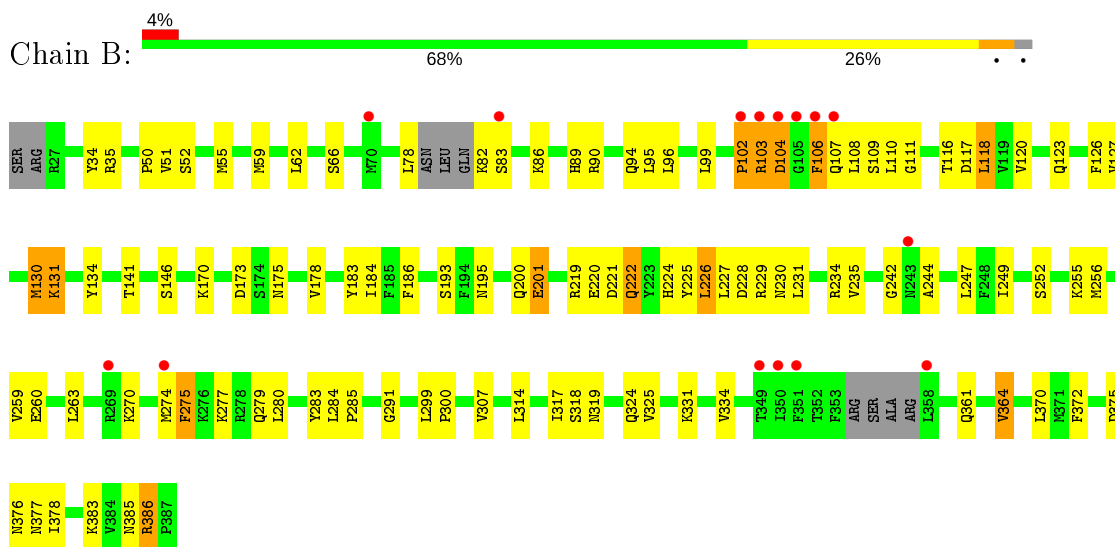 4%
Chain B:
68% 26% • •
SER ARG R27 Y34 R35 P50 V51 S52 M55 M59 L62 S66 M70 L78 ASN LEU GLN K82 S83 K86 H89 R90 Q94 L95 L96 L99 P102 R103 D104 G105 F106 Q107 L108 S109 L110 G111 T116 D117 L118 V119 V120 Q123 F126 V127
M130 K131 Y134 T141 S146 K170 D173 S174 N175 V178 Y183 I184 F185 F186 S193 F194 N195 Q200 E201 R219 E220 D221 Q222 Y223 H224 Y225 L226 L227 D228 R229 N230 L231 R234 V235 G242 N243 A244 L247 F248 I249 S252 K255 M256
V259 E260 L263 R269 K270 M274 F275 K276 K277 R278 Q279 L280 Y283 L284 P285 G291 L299 P300 V307 L314 I317 S318 N319 Q324 V325 K331 V334 T349 I350 F351 T352 F353 ARG SER ALA ARG L358 Q361 V364 L370 M371 F372
N376 N377 I378 K383 V384 N385 R386 P387